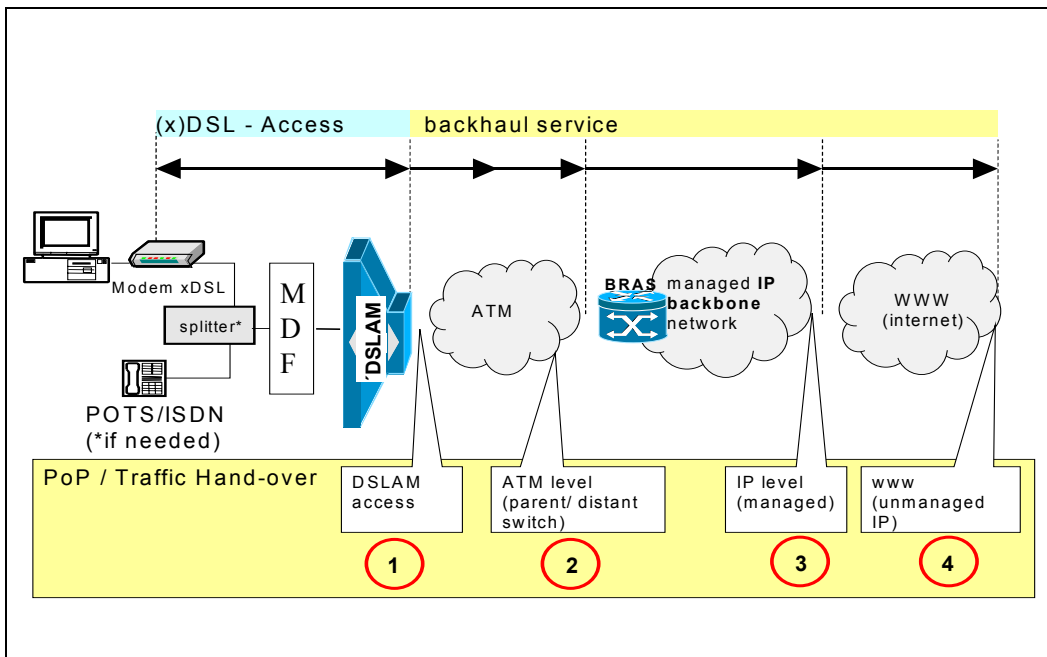 (x)DSL - Access
backhaul service
Modem xDSL
splitter*
POTS/ISDN
(*if needed)
M
D
F
DSLAM
ATM
BRAS
managed IP
backbone
network
WWW
(internet)
PoP / Traffic Hand-over
DSLAM
access
ATM level
(parent/ distant
switch)
IP level
(managed)
www
(unmanaged
IP)
1
2
3
4